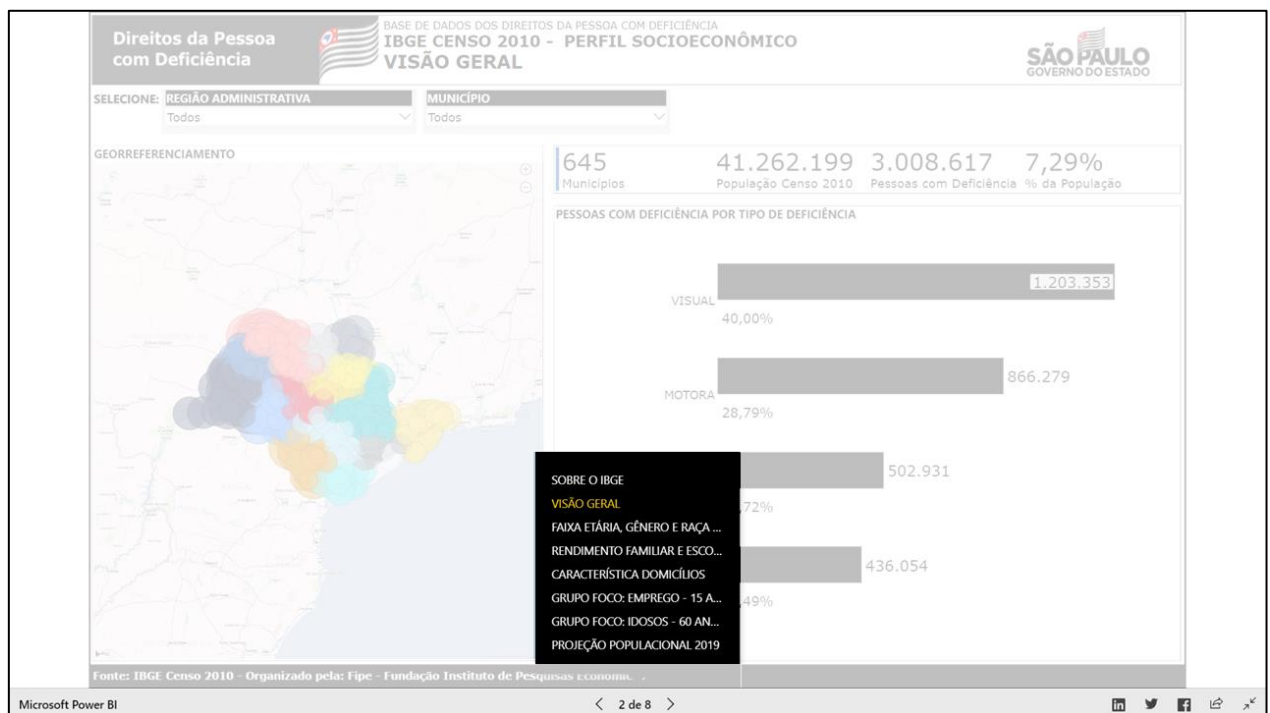 Direitos da Pessoa
com Deficiência
BASE DE DADOS DOS DIREITOS DA PESSOA COM DEFICIÊNCIA
IBGE CENSO 2010 - PERFIL SOCIOECONÔMICO
VISÃO GERAL
SÃO PAULO
GOVERNO DO ESTADO
SELECIONE:
REGIÃO ADMINISTRATIVA
Todos
MUNICÍPIO
Todos
GEORREFERENCIAMENTO
645
Municípios
41.262.199
População Censo 2010
3.008.617
Pessoas com Deficiência
7,29%
% da População
PESSOAS COM DEFICIÊNCIA POR TIPO DE DEFICIÊNCIA
VISUAL
1.203.353
40,00%
MOTORA
866.279
28,79%
502.931
,72%
436.054
,49%
SOBRE O IBGE
VISÃO GERAL
FAIXA ETÁRIA, GÊNERO E RAÇA ...
RENDIMENTO FAMILIAR E ESCO...
CARACTERÍSTICA DOMICÍLIOS
GRUPO FOCO: EMPREGO - 15 A...
GRUPO FOCO: IDOSOS - 60 AN...
PROJEÇÃO POPULACIONAL 2019
Fonte: IBGE Censo 2010 - Organizado pela: Fipe - Fundação Instituto de Pesquisas
Microsoft Power BI
2 de 8